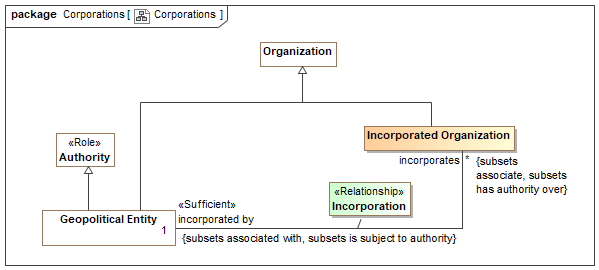 package Corporations [ Corporations ]
Organization
Incorporated Organization
«Role»
Authority
incorporates * {subsets
associate, subsets
has authority over}
«Relationship»
Incorporation
«Sufficient»
incorporated by
Geopolitical Entity
1
{subsets associated with, subsets is subject to authority}